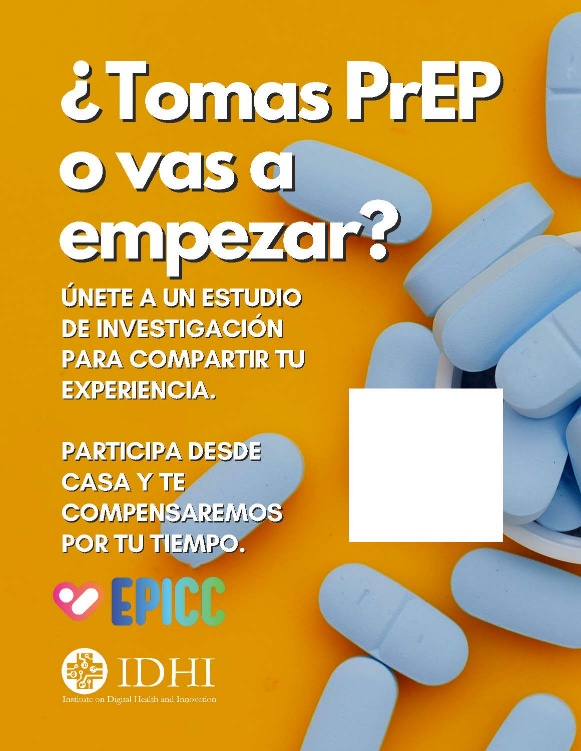 ¿Tomas PrEP
o vas a
empezar?
ÚNETE A UN ESTUDIO
DE INVESTIGACIÓN
PARA COMPARTIR TU
EXPERIENCIA.
PARTICIPA DESDE
CASA Y TE
COMPENSAREMOS
POR TU TIEMPO.
EPICC
IDHI
Institute on Digital Health and Innovation